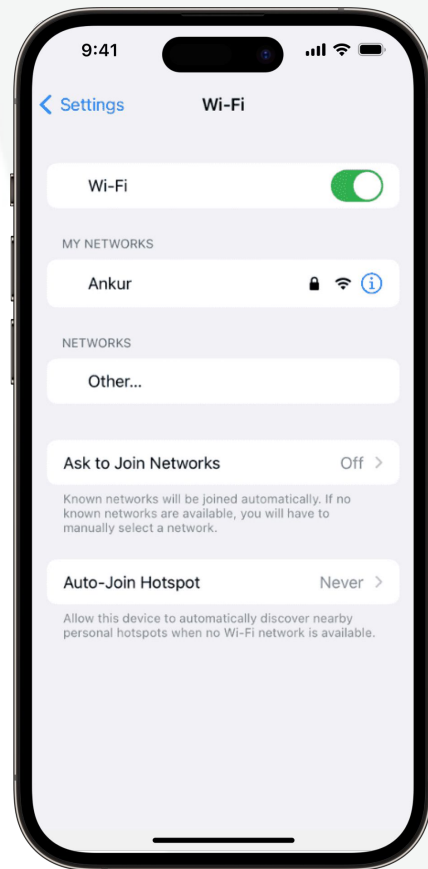 9:41
Settings
Wi-Fi
Wi-Fi
MY NETWORKS
Ankur
NETWORKS
Other...
Ask to Join Networks Off
Known networks will be joined automatically. If no
known networks are available, you will have to
manually select a network.
Auto-Join Hotspot Never
Allow this device to automatically discover nearby
personal hotspots when no Wi-Fi network is available.